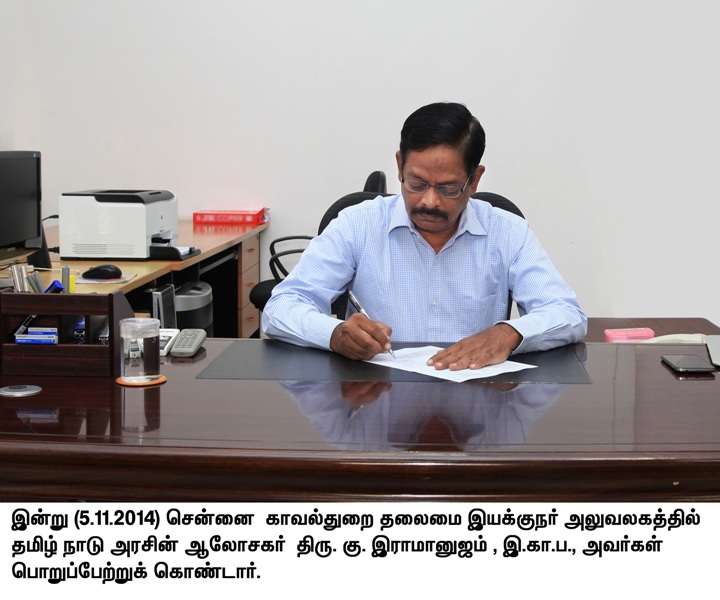 இன்று (5.11.2014) சென்னை காவல்துறை தலைமை இயக்குநர் அலுவலகத்தில்
தமிழ் நாடு அரசின் ஆலோசகர் திரு. கு. இராமானுஜம் , இ.கா.ப., அவர்கள்
பொறுப்பேற்றுக் கொண்டார்.